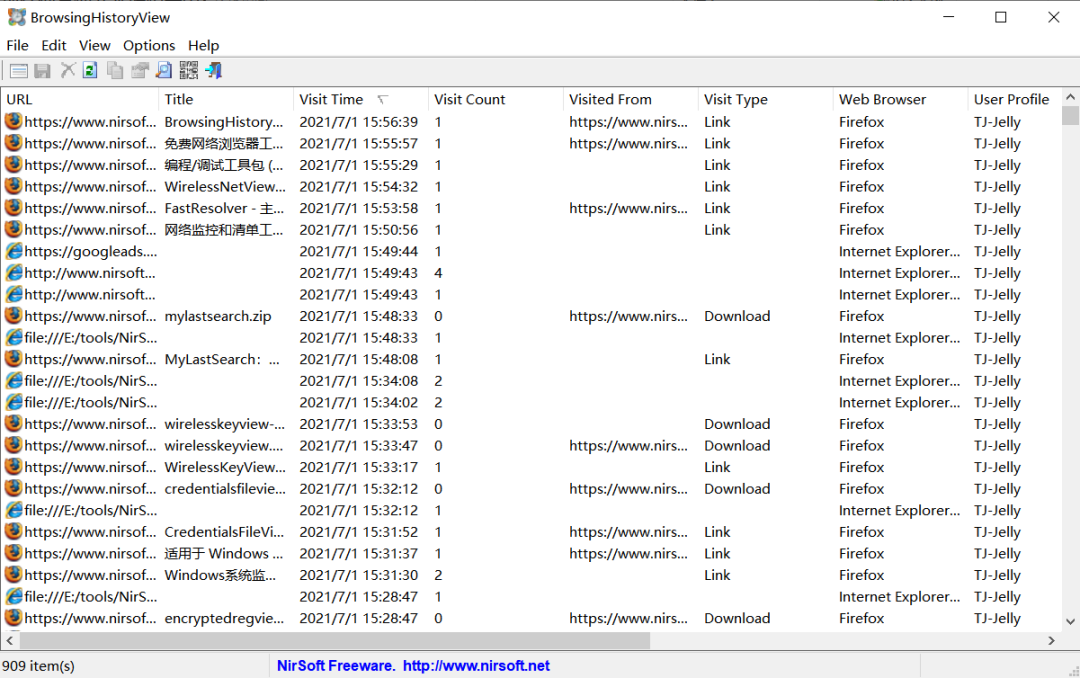 BrowsingHistoryView
File Edit View Options Help
URL Title Visit Time Visit Count Visited From Visit Type Web Browser User Profile
https://www.nirsof... BrowsingHistory... 2021/7/1 15:56:39 1 https://www.nirs... Link Firefox TJ-Jelly
https://www.nirsof... 免费网络浏览器工... 2021/7/1 15:55:57 1 https://www.nirs... Link Firefox TJ-Jelly
https://www.nirsof... 编程/调试工具包 (... 2021/7/1 15:55:29 1 Link Firefox TJ-Jelly
https://www.nirsof... WirelessNetView... 2021/7/1 15:54:32 1 Link Firefox TJ-Jelly
https://www.nirsof... FastResolver - 主... 2021/7/1 15:53:58 1 https://www.nirs... Link Firefox TJ-Jelly
https://www.nirsof... 网络监控和清单工... 2021/7/1 15:50:56 1 Link Firefox TJ-Jelly
https://googleads.... 2021/7/1 15:49:44 1 Internet Explorer... TJ-Jelly
http://www.nirsoft... 2021/7/1 15:49:43 4 Internet Explorer... TJ-Jelly
http://www.nirsoft... 2021/7/1 15:49:43 1 Internet Explorer... TJ-Jelly
https://www.nirsof... mylastsearch.zip 2021/7/1 15:48:33 0 https://www.nirs... Download Firefox TJ-Jelly
file:///E:/tools/NirS... 2021/7/1 15:48:33 1 Internet Explorer... TJ-Jelly
https://www.nirsof... MyLastSearch：... 2021/7/1 15:48:08 1 Link Firefox TJ-Jelly
file:///E:/tools/NirS... 2021/7/1 15:34:08 2 Internet Explorer... TJ-Jelly
file:///E:/tools/NirS... 2021/7/1 15:34:02 2 Internet Explorer... TJ-Jelly
https://www.nirsof... wirelesskeyview-... 2021/7/1 15:33:53 0 Download Firefox TJ-Jelly
https://www.nirsof... wirelesskeyview.... 2021/7/1 15:33:47 0 https://www.nirs... Download Firefox TJ-Jelly
https://www.nirsof... WirelessKeyView... 2021/7/1 15:33:17 1 Link Firefox TJ-Jelly
https://www.nirsof... credentialsfilevie... 2021/7/1 15:32:12 0 https://www.nirs... Download Firefox TJ-Jelly
file:///E:/tools/NirS... 2021/7/1 15:32:12 1 Internet Explorer... TJ-Jelly
https://www.nirsof... CredentialsFileVi... 2021/7/1 15:31:52 1 https://www.nirs... Link Firefox TJ-Jelly
https://www.nirsof... 适用于 Windows ... 2021/7/1 15:31:37 1 https://www.nirs... Link Firefox TJ-Jelly
https://www.nirsof... Windows系统监... 2021/7/1 15:31:30 2 Link Firefox TJ-Jelly
file:///E:/tools/NirS... 2021/7/1 15:28:47 1 Internet Explorer... TJ-Jelly
https://www.nirsof... encryptedregvie... 2021/7/1 15:28:47 0 https://www.nirs... Download Firefox TJ-Jelly
909 item(s) NirSoft Freeware. http://www.nirsoft.net